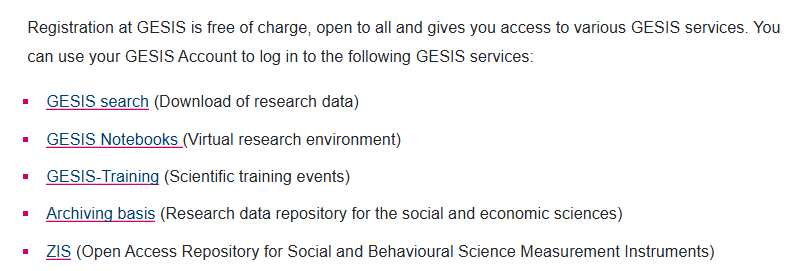 Registration at GESIS is free of charge, open to all and gives you access to various GESIS services. You
can use your GESIS Account to log in to the following GESIS services:
GESIS search (Download of research data)
GESIS Notebooks (Virtual research environment)
GESIS-Training (Scientific training events)
Archiving basis (Research data repository for the social and economic sciences)
ZIS (Open Access Repository for Social and Behavioural Science Measurement Instruments)